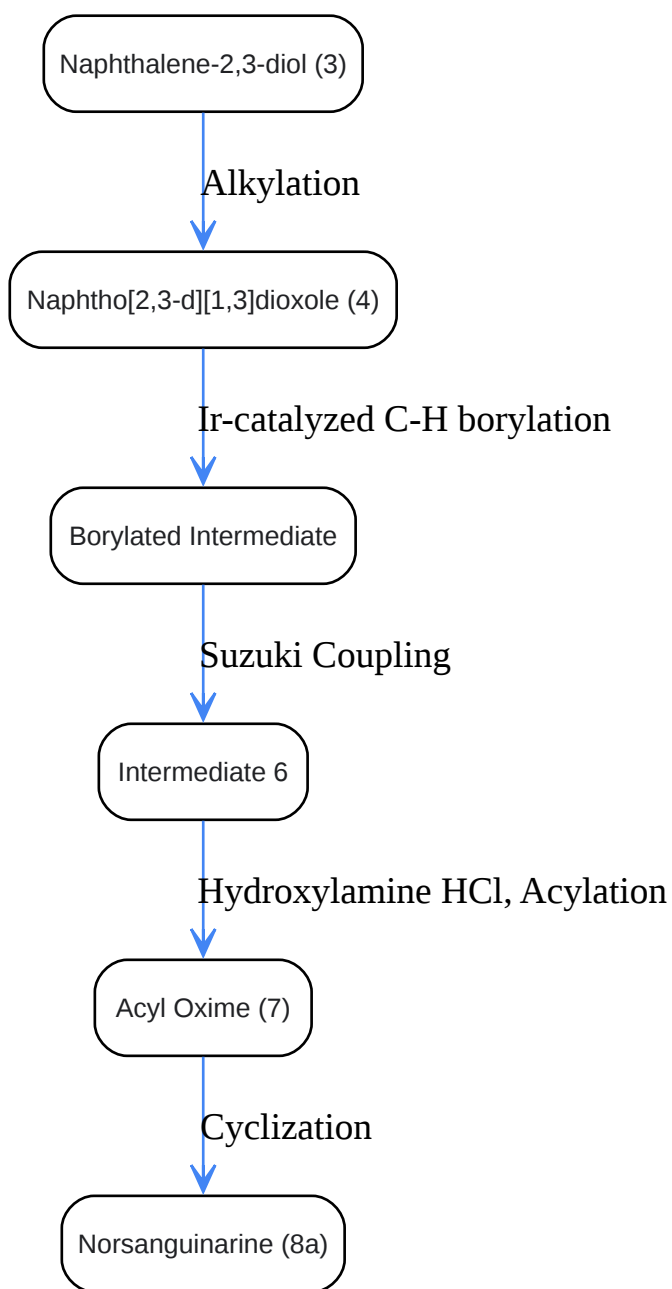 Naphthalene-2,3-diol (3)
Alkylation
Naphtho[2,3-d][1,3]dioxole (4)
Ir-catalyzed C-H borylation
Borylated Intermediate
Suzuki Coupling
Intermediate 6
Hydroxylamine HCl, Acylation
Acyl Oxime (7)
Cyclization
Norsanguinarine (8a)